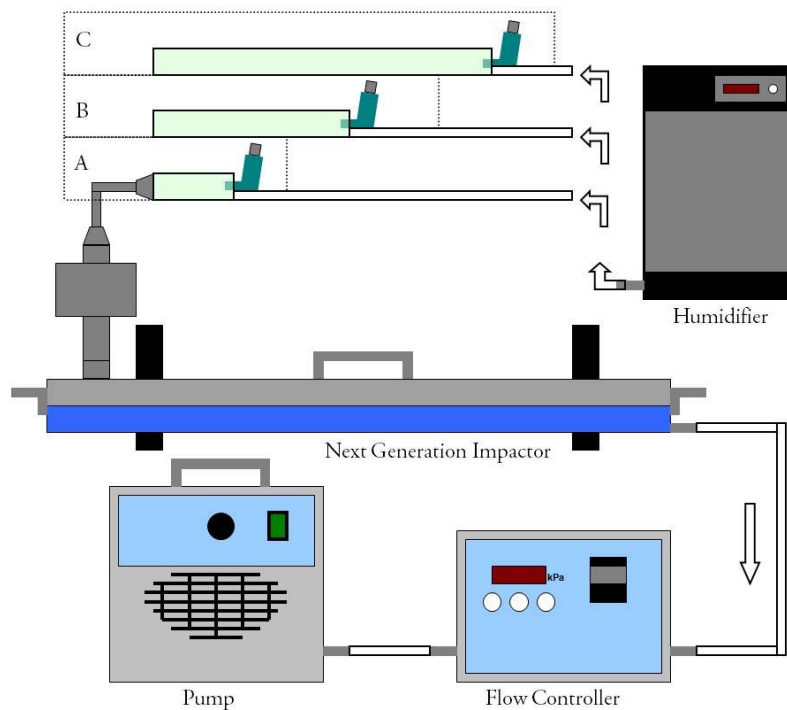 C
B
A
Humidifier
Next Generation Impactor
kPa
Pump
Flow Controller